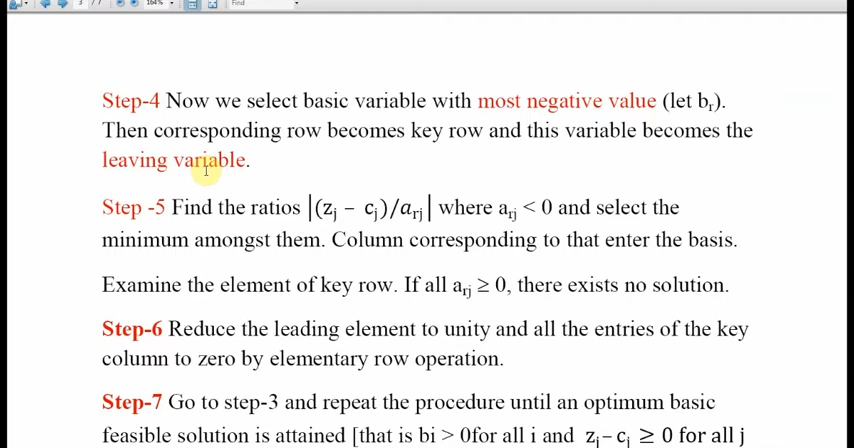 3 / 7 164% Find
Step-4 Now we select basic variable with most negative value (let bᵣ).
Then corresponding row becomes key row and this variable becomes the
leaving variable.
Step -5 Find the ratios |(zⱼ − cⱼ)/aᵣⱼ| where aᵣⱼ < 0 and select the
minimum amongst them. Column corresponding to that enter the basis.
Examine the element of key row. If all aᵣⱼ ≥ 0, there exists no solution.
Step-6 Reduce the leading element to unity and all the entries of the key
column to zero by elementary row operation.
Step-7 Go to step-3 and repeat the procedure until an optimum basic
feasible solution is attained [that is bi > 0for all i and zⱼ− cⱼ ≥ 0 for all j